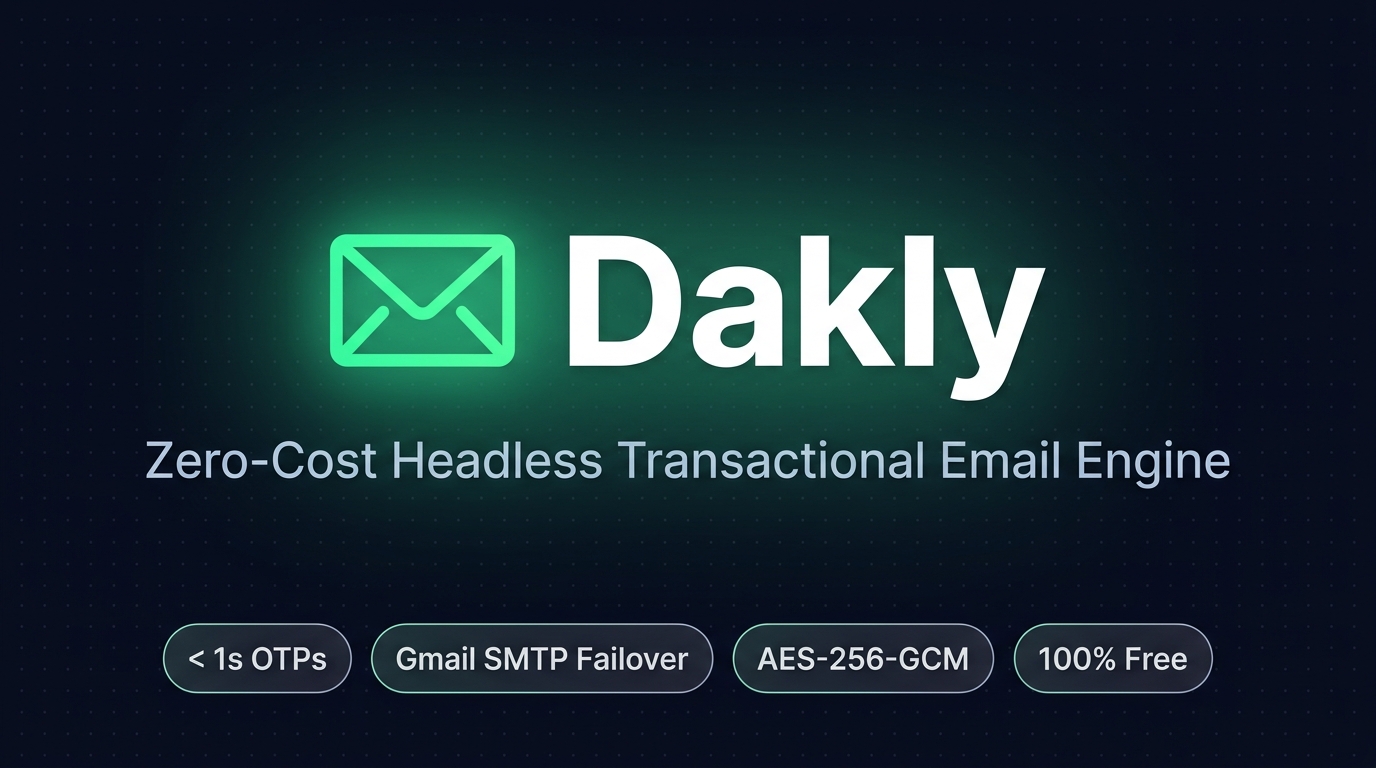 Dakly
Zero-Cost Headless Transactional Email Engine
< 1s OTPs
Gmail SMTP Failover
AES-256-GCM
100% Free